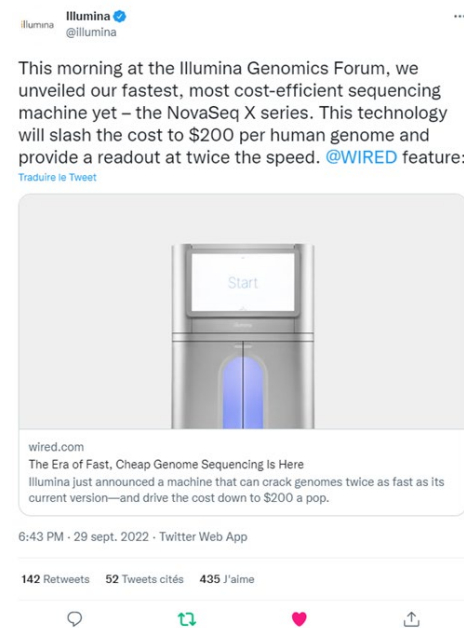 illumina
Illumina
@illumina
This morning at the Illumina Genomics Forum, we
unveiled our fastest, most cost-efficient sequencing
machine yet – the NovaSeq X series. This technology
will slash the cost to $200 per human genome and
provide a readout at twice the speed. @WIRED feature:
Traduire le Tweet
Start
wired.com
The Era of Fast, Cheap Genome Sequencing Is Here
Illumina just announced a machine that can crack genomes twice as fast as its
current version—and drive the cost down to $200 a pop.
6:43 PM · 29 sept. 2022 · Twitter Web App
142 Retweets 52 Tweets cités 435 J'aime